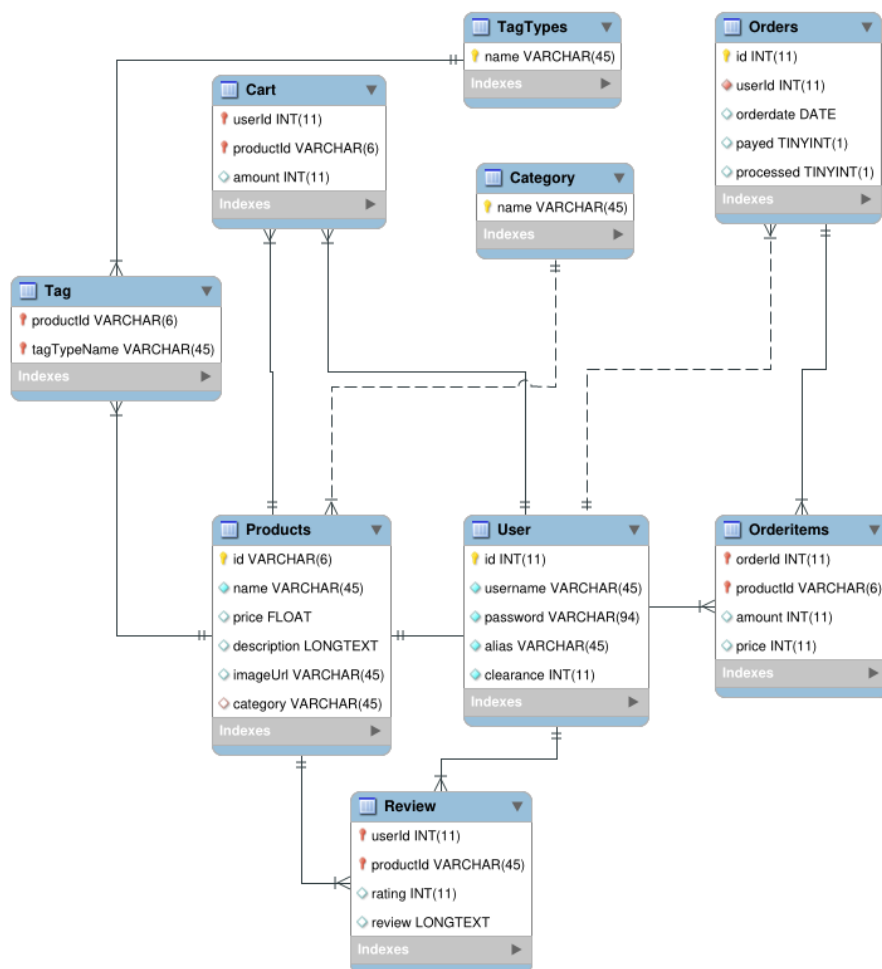 TagTypes
name VARCHAR(45)
Indexes
Orders
id INT(11)
userId INT(11)
orderdate DATE
payed TINYINT(1)
processed TINYINT(1)
Indexes
Cart
userId INT(11)
productId VARCHAR(6)
amount INT(11)
Indexes
Category
name VARCHAR(45)
Indexes
Tag
productId VARCHAR(6)
tagTypeName VARCHAR(45)
Indexes
Products
id VARCHAR(6)
name VARCHAR(45)
price FLOAT
description LONGTEXT
imageUrl VARCHAR(45)
category VARCHAR(45)
Indexes
User
id INT(11)
username VARCHAR(45)
password VARCHAR(94)
alias VARCHAR(45)
clearance INT(11)
Indexes
Orderitems
orderId INT(11)
productId VARCHAR(6)
amount INT(11)
price INT(11)
Indexes
Review
userId INT(11)
productId VARCHAR(45)
rating INT(11)
review LONGTEXT
Indexes